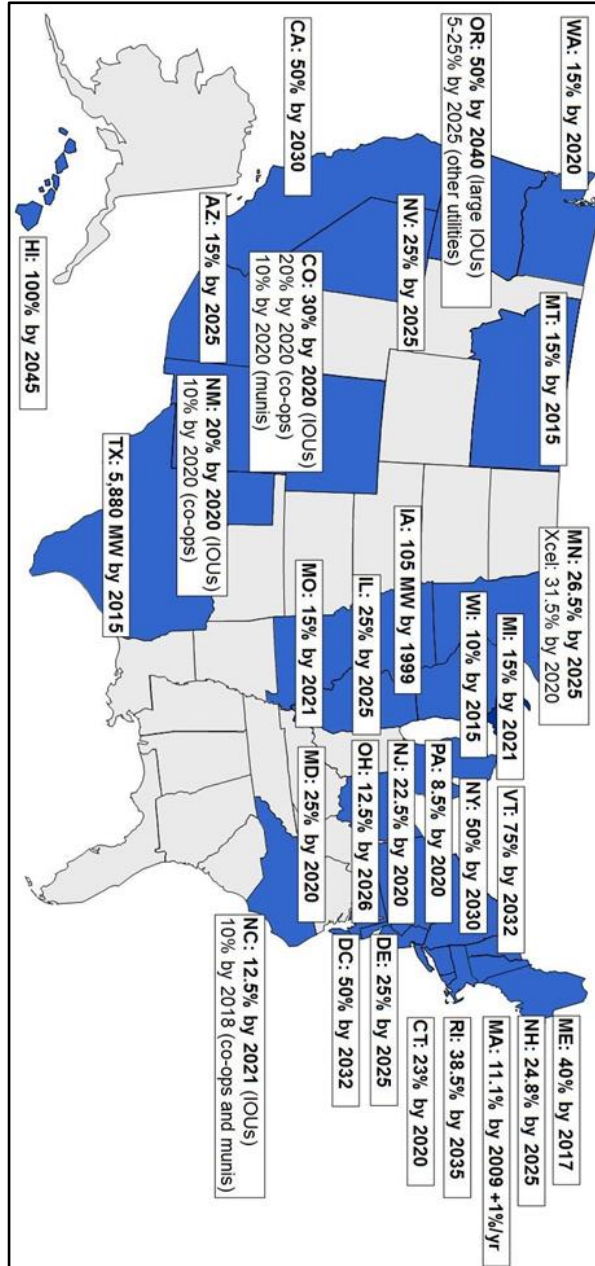 WA: 15% by 2020
OR: 50% by 2040 (large IOUs)
5-25% by 2025 (other utilities)
CA: 50% by 2030
MT: 15% by 2015
NV: 25% by 2025
CO: 30% by 2020 (IOUs)
20% by 2020 (co-ops)
10% by 2020 (munis)
AZ: 15% by 2025
NM: 20% by 2020 (IOUs)
10% by 2020 (co-ops)
HI: 100% by 2045
TX: 5,880 MW by 2015
MN: 26.5% by 2025
Xcel: 31.5% by 2020
MI: 15% by 2021
WI: 10% by 2015
IA: 105 MW by 1999
IL: 25% by 2025
MO: 15% by 2021
VT: 75% by 2032
NY: 50% by 2030
PA: 8.5% by 2020
NJ: 22.5% by 2020
OH: 12.5% by 2026
MD: 25% by 2020
ME: 40% by 2017
NH: 24.8% by 2025
MA: 11.1% by 2009 +1%/yr
RI: 38.5% by 2035
CT: 23% by 2020
DE: 25% by 2025
DC: 50% by 2032
NC: 12.5% by 2021 (IOUs)
10% by 2018 (co-ops and munis)